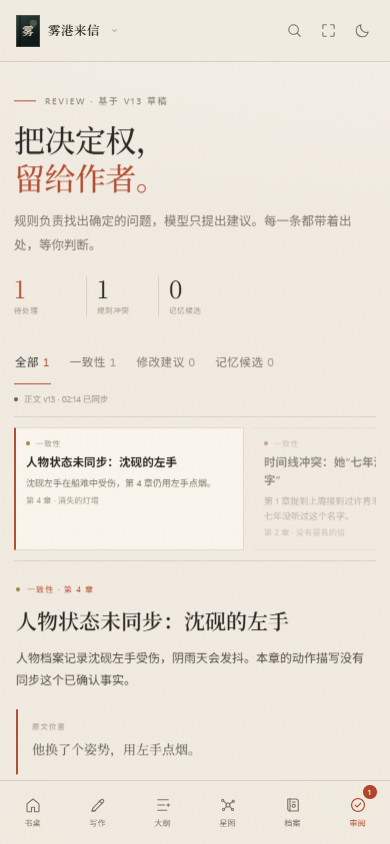 雾
雾港来信
REVIEW · 基于 V13 草稿
把决定权，
留给作者。
规则负责找出确定的问题，模型只提出建议。每一条都带着出
处，等你判断。
1
待处理
1
规则冲突
0
记忆候选
全部 1
一致性 1
修改建议 0
记忆候选 0
正文 v13 · 02:14 已同步
一致性
人物状态未同步：沈砚的左手
沈砚左手在船难中受伤，第 4 章仍用左手点烟。
第 4 章 · 消失的灯塔
一致性
时间线冲突：她“七年
字”
第 1 章提到上周接到过许青
七年没听过这个名字。
第 2 章 · 没有署名的信
一致性 · 第 4 章
人物状态未同步：沈砚的左手
人物档案记录沈砚左手受伤，阴雨天会发抖。本章的动作描写没有
同步这个已确认事实。
原文位置
他换了个姿势，用左手点烟。
书桌
写作
大纲
星图
档案
1
审阅